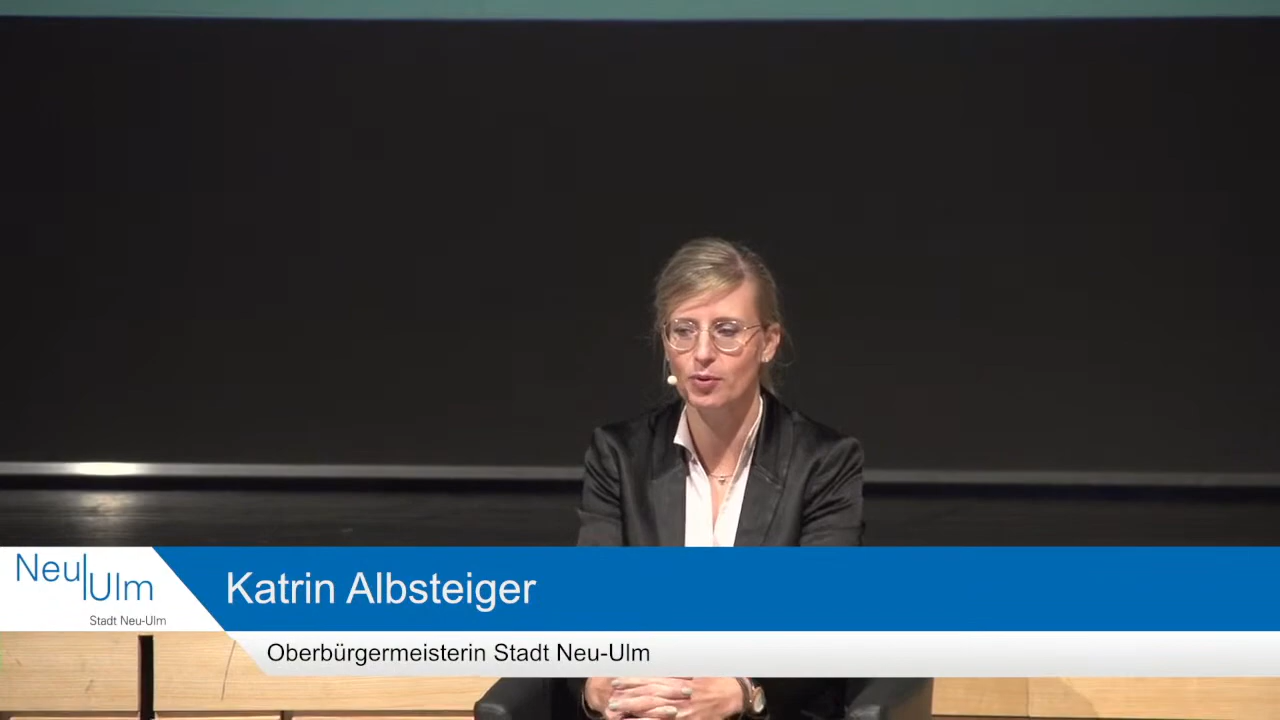 Neu Ulm
Stadt Neu-Ulm
Katrin Albsteiger
Oberbürgermeisterin Stadt Neu-Ulm